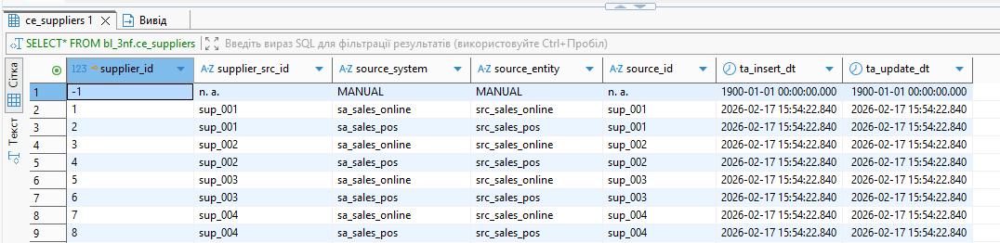 ce_suppliers 1 Вивід
SELECT* FROM bl_3nf.ce_suppliers Введіть вираз SQL для фільтрації результатів (використовуйте Ctrl+Пробіл)
Сітка
Текст
123 supplier_id A-Z supplier_src_id A-Z source_system A-Z source_entity A-Z source_id ta_insert_dt ta_update_dt
1 -1 n. a. MANUAL MANUAL n. a. 1900-01-01 00:00:00.000 1900-01-01 00:00:00.000
2 1 sup_001 sa_sales_online src_sales_online sup_001 2026-02-17 15:54:22.840 2026-02-17 15:54:22.840
3 2 sup_001 sa_sales_pos src_sales_pos sup_001 2026-02-17 15:54:22.840 2026-02-17 15:54:22.840
4 3 sup_002 sa_sales_online src_sales_online sup_002 2026-02-17 15:54:22.840 2026-02-17 15:54:22.840
5 4 sup_002 sa_sales_pos src_sales_pos sup_002 2026-02-17 15:54:22.840 2026-02-17 15:54:22.840
6 5 sup_003 sa_sales_online src_sales_online sup_003 2026-02-17 15:54:22.840 2026-02-17 15:54:22.840
7 6 sup_003 sa_sales_pos src_sales_pos sup_003 2026-02-17 15:54:22.840 2026-02-17 15:54:22.840
8 7 sup_004 sa_sales_online src_sales_online sup_004 2026-02-17 15:54:22.840 2026-02-17 15:54:22.840
9 8 sup_004 sa_sales_pos src_sales_pos sup_004 2026-02-17 15:54:22.840 2026-02-17 15:54:22.840